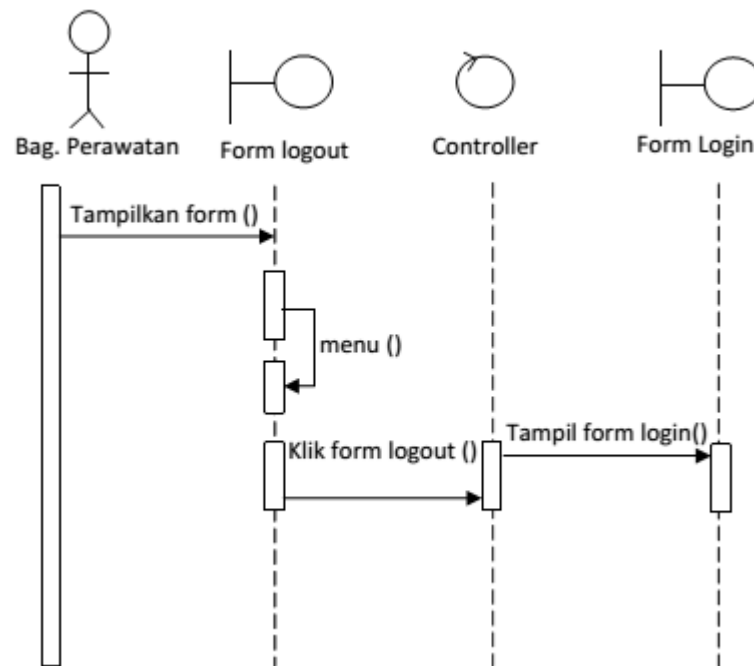 Bag. Perawatan
Form logout
Controller
Form Login
Tampilkan form ()
menu ()
Klik form logout ()
Tampil form login()